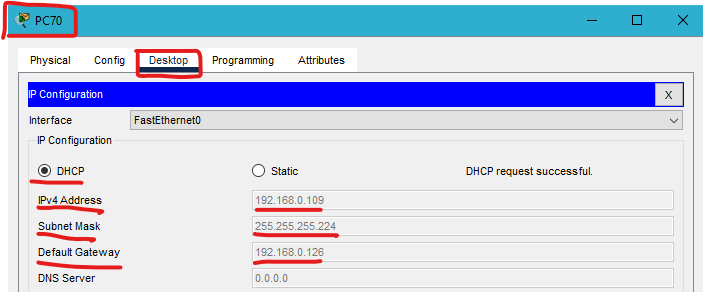 PC70
Physical Config Desktop Programming Attributes
IP Configuration X
Interface FastEthernet0
IP Configuration
DHCP Static DHCP request successful.
IPv4 Address 192.168.0.109
Subnet Mask 255.255.255.224
Default Gateway 192.168.0.126
DNS Server 0.0.0.0